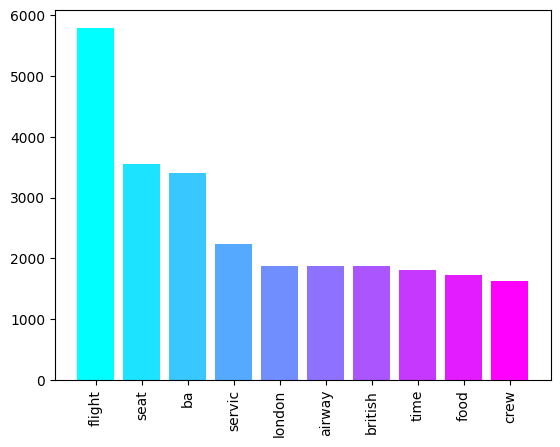 6000
5000
4000
3000
2000
1000
0
flight
seat
ba
servic
london
airway
british
time
food
crew